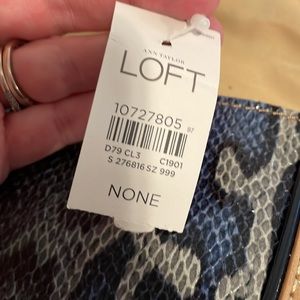 ANN TAYLOR
LOFT
10727805 97
D79 CL3 C1901
S 276816 SZ 999
NONE